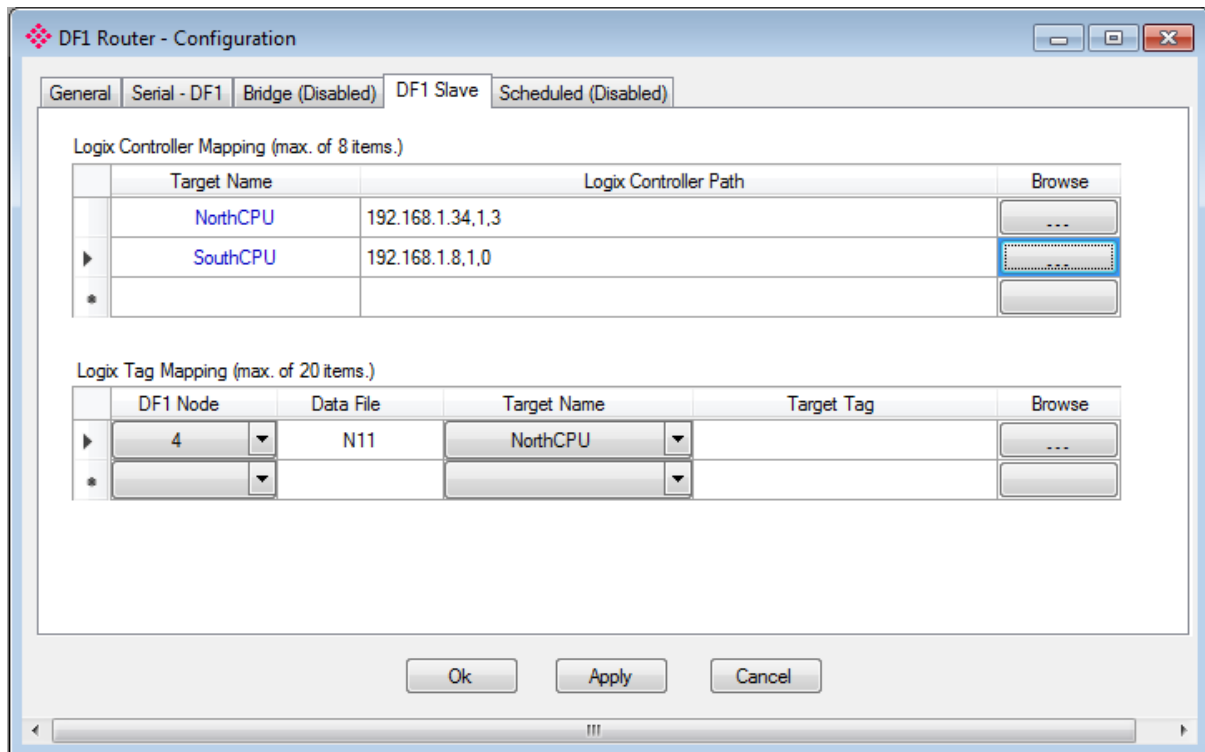 DF1 Router - Configuration
General Serial - DF1 Bridge (Disabled) DF1 Slave Scheduled (Disabled)
Logix Controller Mapping (max. of 8 items.)
Target Name Logix Controller Path Browse
NorthCPU 192.168.1.34,1,3 ...
SouthCPU 192.168.1.8,1,0 ...
Logix Tag Mapping (max. of 20 items.)
DF1 Node Data File Target Name Target Tag Browse
4 N11 NorthCPU ...
Ok Apply Cancel